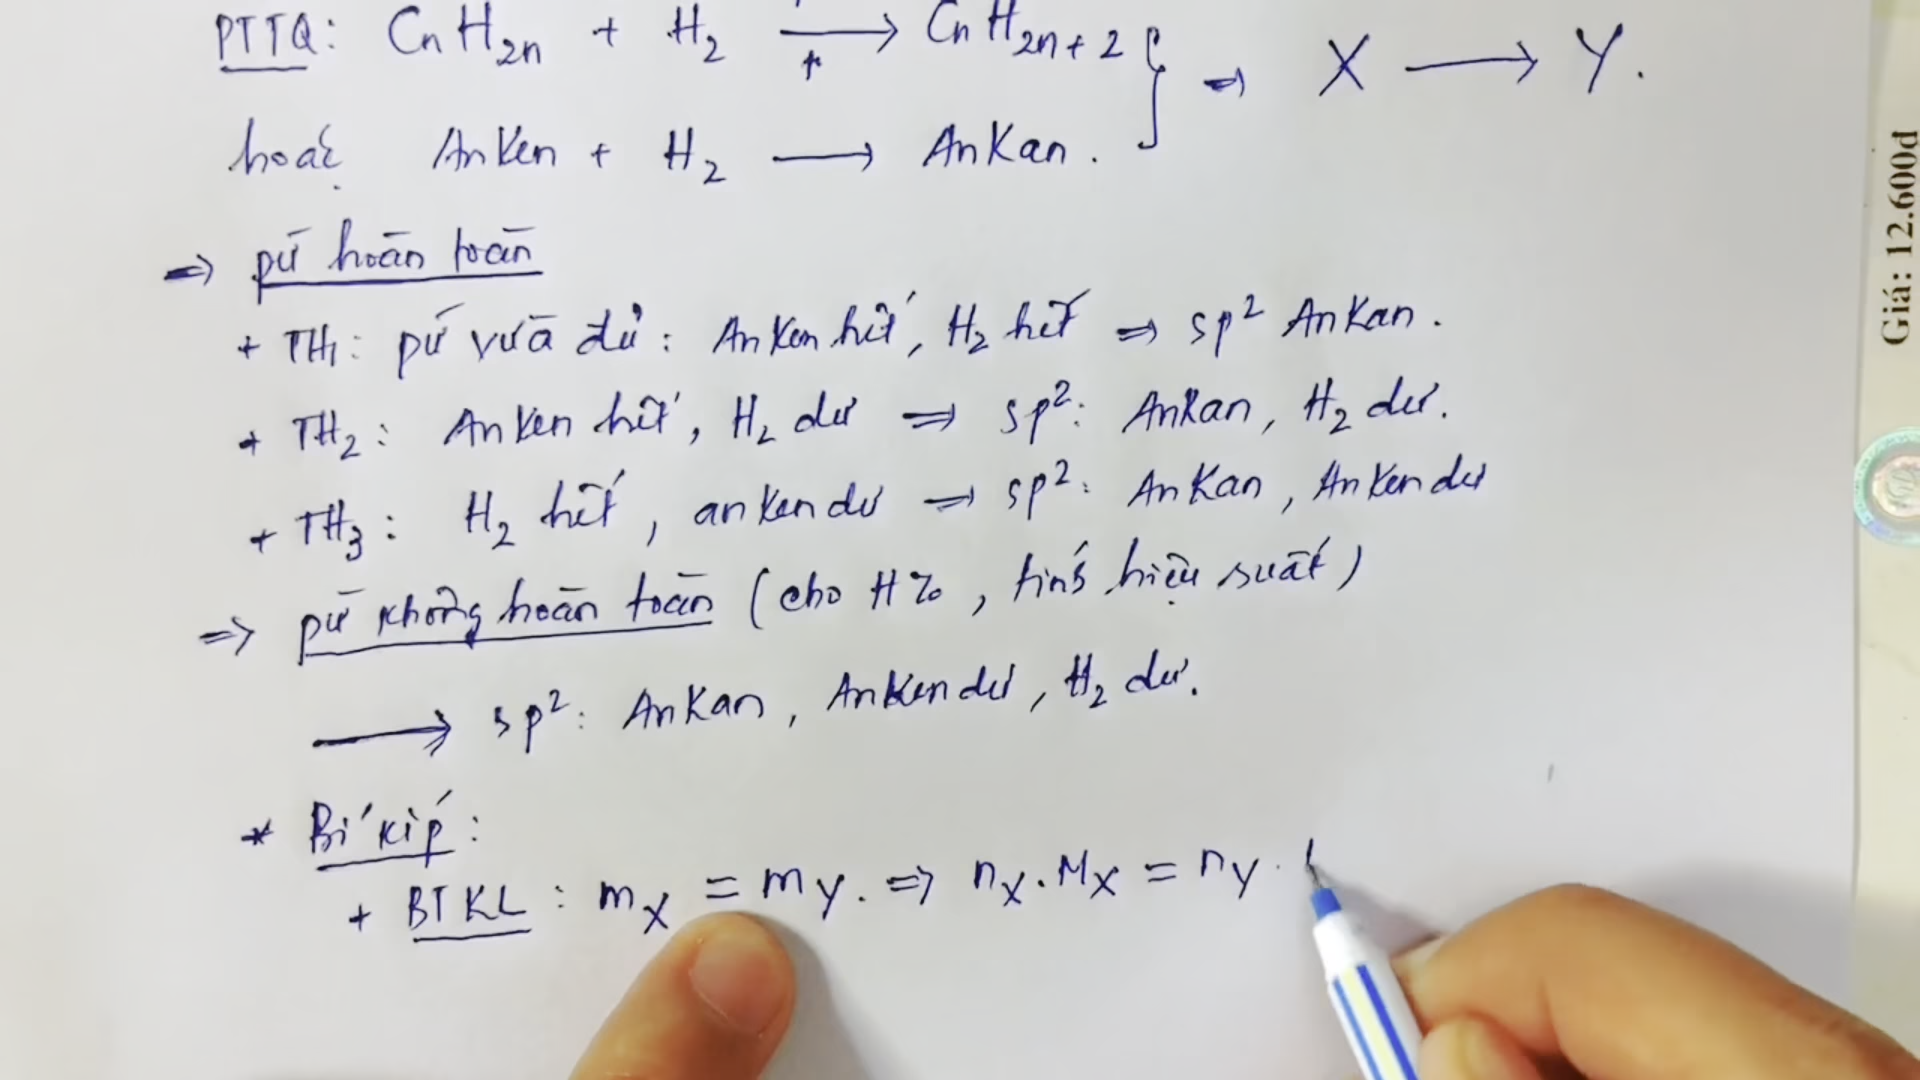 PTTQ: CnH2n + H2 → CnH2n+2 } ⇒ X → Y.
hoặc Anken + H2 → Ankan.
⇒ pứ hoàn toàn
+ TH1: pứ vừa đủ: Anken hết, H2 hết ⇒ sp² Ankan.
+ TH2: Anken hết, H2 dư ⇒ sp²: Ankan, H2 dư.
+ TH3: H2 hết, anken dư ⇒ sp²: Ankan, Anken dư
⇒ pứ không hoàn toàn (cho H%, tính hiệu suất)
→ sp²: Ankan, Anken dư, H2 dư.
* Bí kíp:
+ BTKL: mX = mY. ⇒ nX.MX = nY.
Giá: 12.600đ